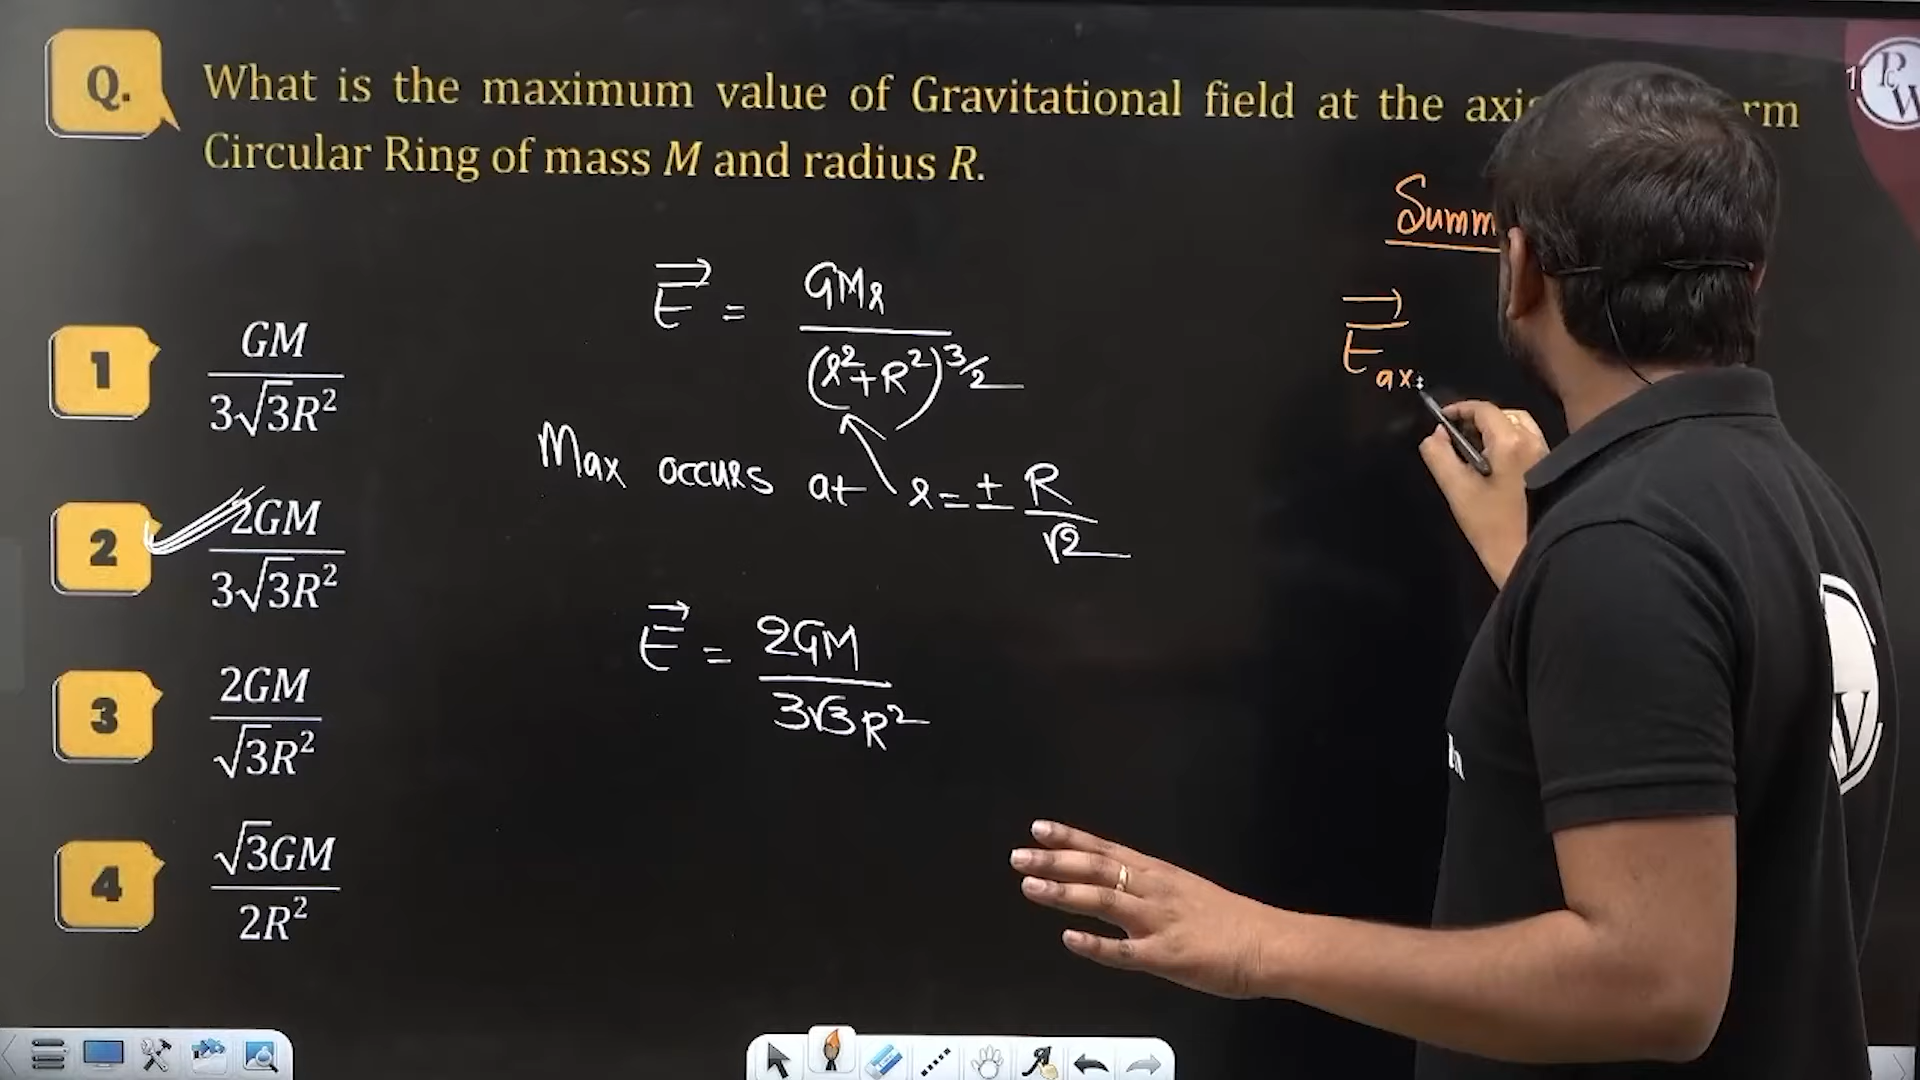 Q.
What is the maximum value of Gravitational field at the
Circular Ring of mass M and radius R.
1
GM
3√3R²
2
2GM
3√3R²
3
2GM
√3R²
4
√3GM
2R²
E⃗ = GMx
(x²+R²)^3/2
Max occurs at x = ± R
√2
E⃗ = 2GM
3√3R²
Summ
E⃗ax
PW